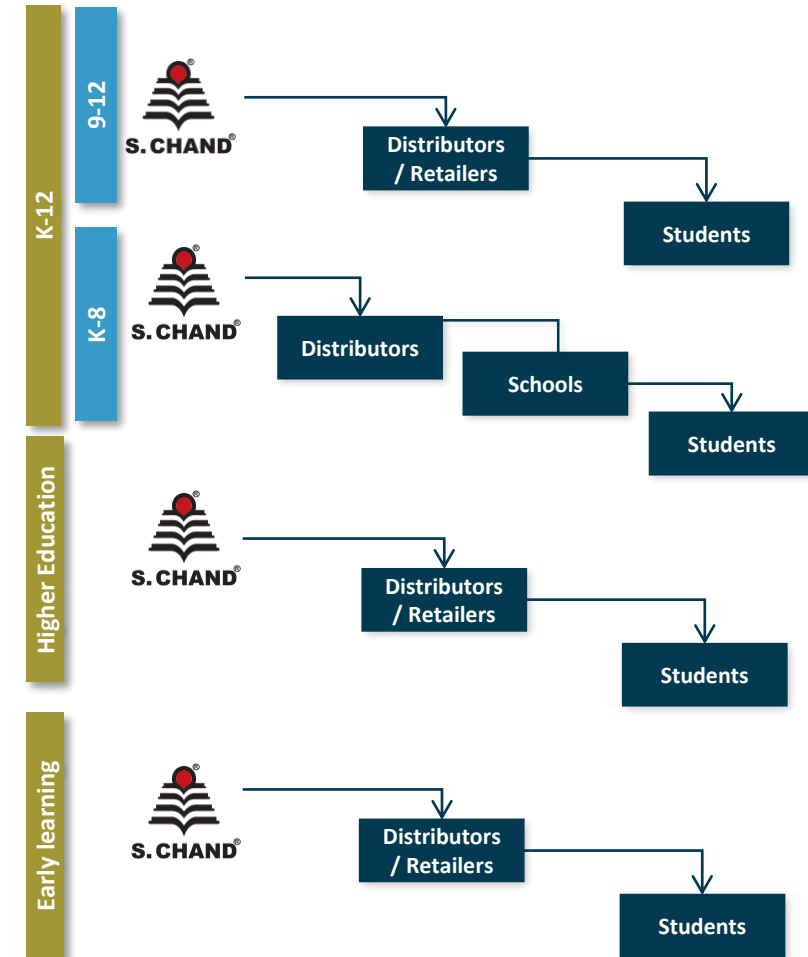 K-12
9-12
S. CHAND®
Distributors
/ Retailers
Students
K-8
S. CHAND®
Distributors
Schools
Students
Higher Education
S. CHAND®
Distributors
/ Retailers
Students
Early learning
S. CHAND®
Distributors
/ Retailers
Students